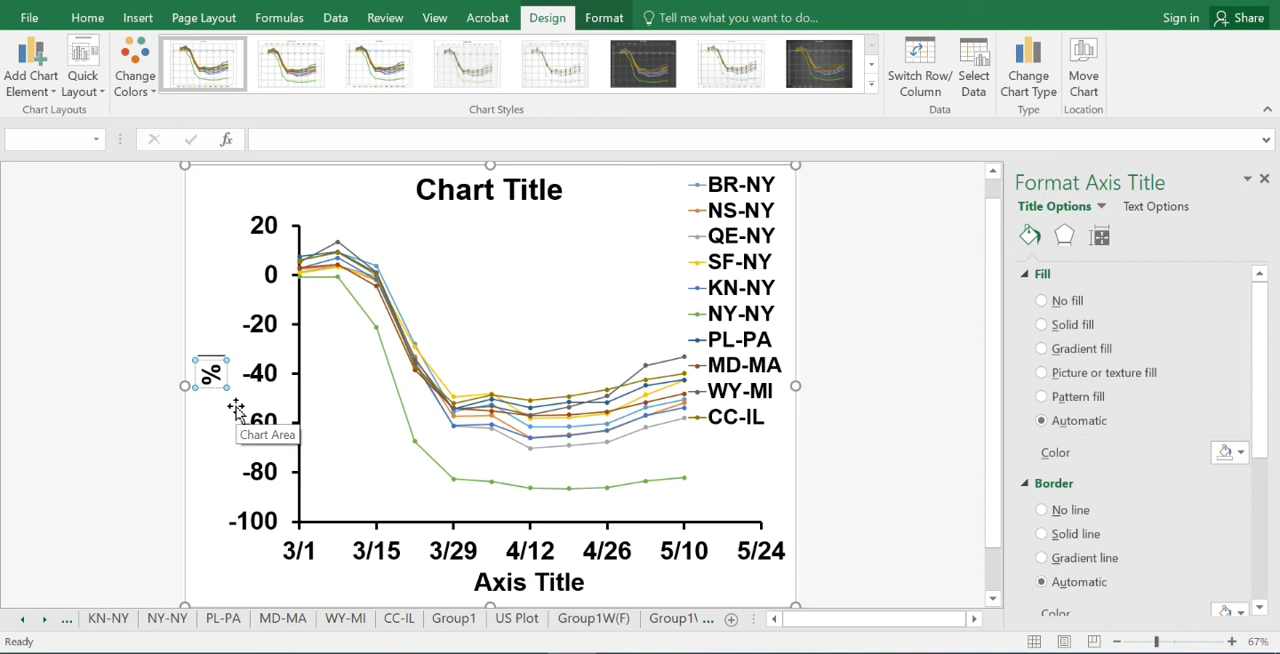 File Home Insert Page Layout Formulas Data Review View Acrobat Design Format Tell me what you want to do... Sign in Share
Add Chart Element Quick Layout Change Colors Switch Row/ Column Select Data Change Chart Type Move Chart
Chart Layouts Chart Styles Data Type Location
fx
Chart Title
20
0
-20
-40
60
-80
-100
%
Chart Area
3/1 3/15 3/29 4/12 4/26 5/10 5/24
Axis Title
BR-NY
NS-NY
QE-NY
SF-NY
KN-NY
NY-NY
PL-PA
MD-MA
WY-MI
CC-IL
Format Axis Title
Title Options Text Options
Fill
No fill
Solid fill
Gradient fill
Picture or texture fill
Pattern fill
Automatic
Color
Border
No line
Solid line
Gradient line
Automatic
Color
... KN-NY NY-NY PL-PA MD-MA WY-MI CC-IL Group1 US Plot Group1W(F) Group1\ ...
Ready 67%